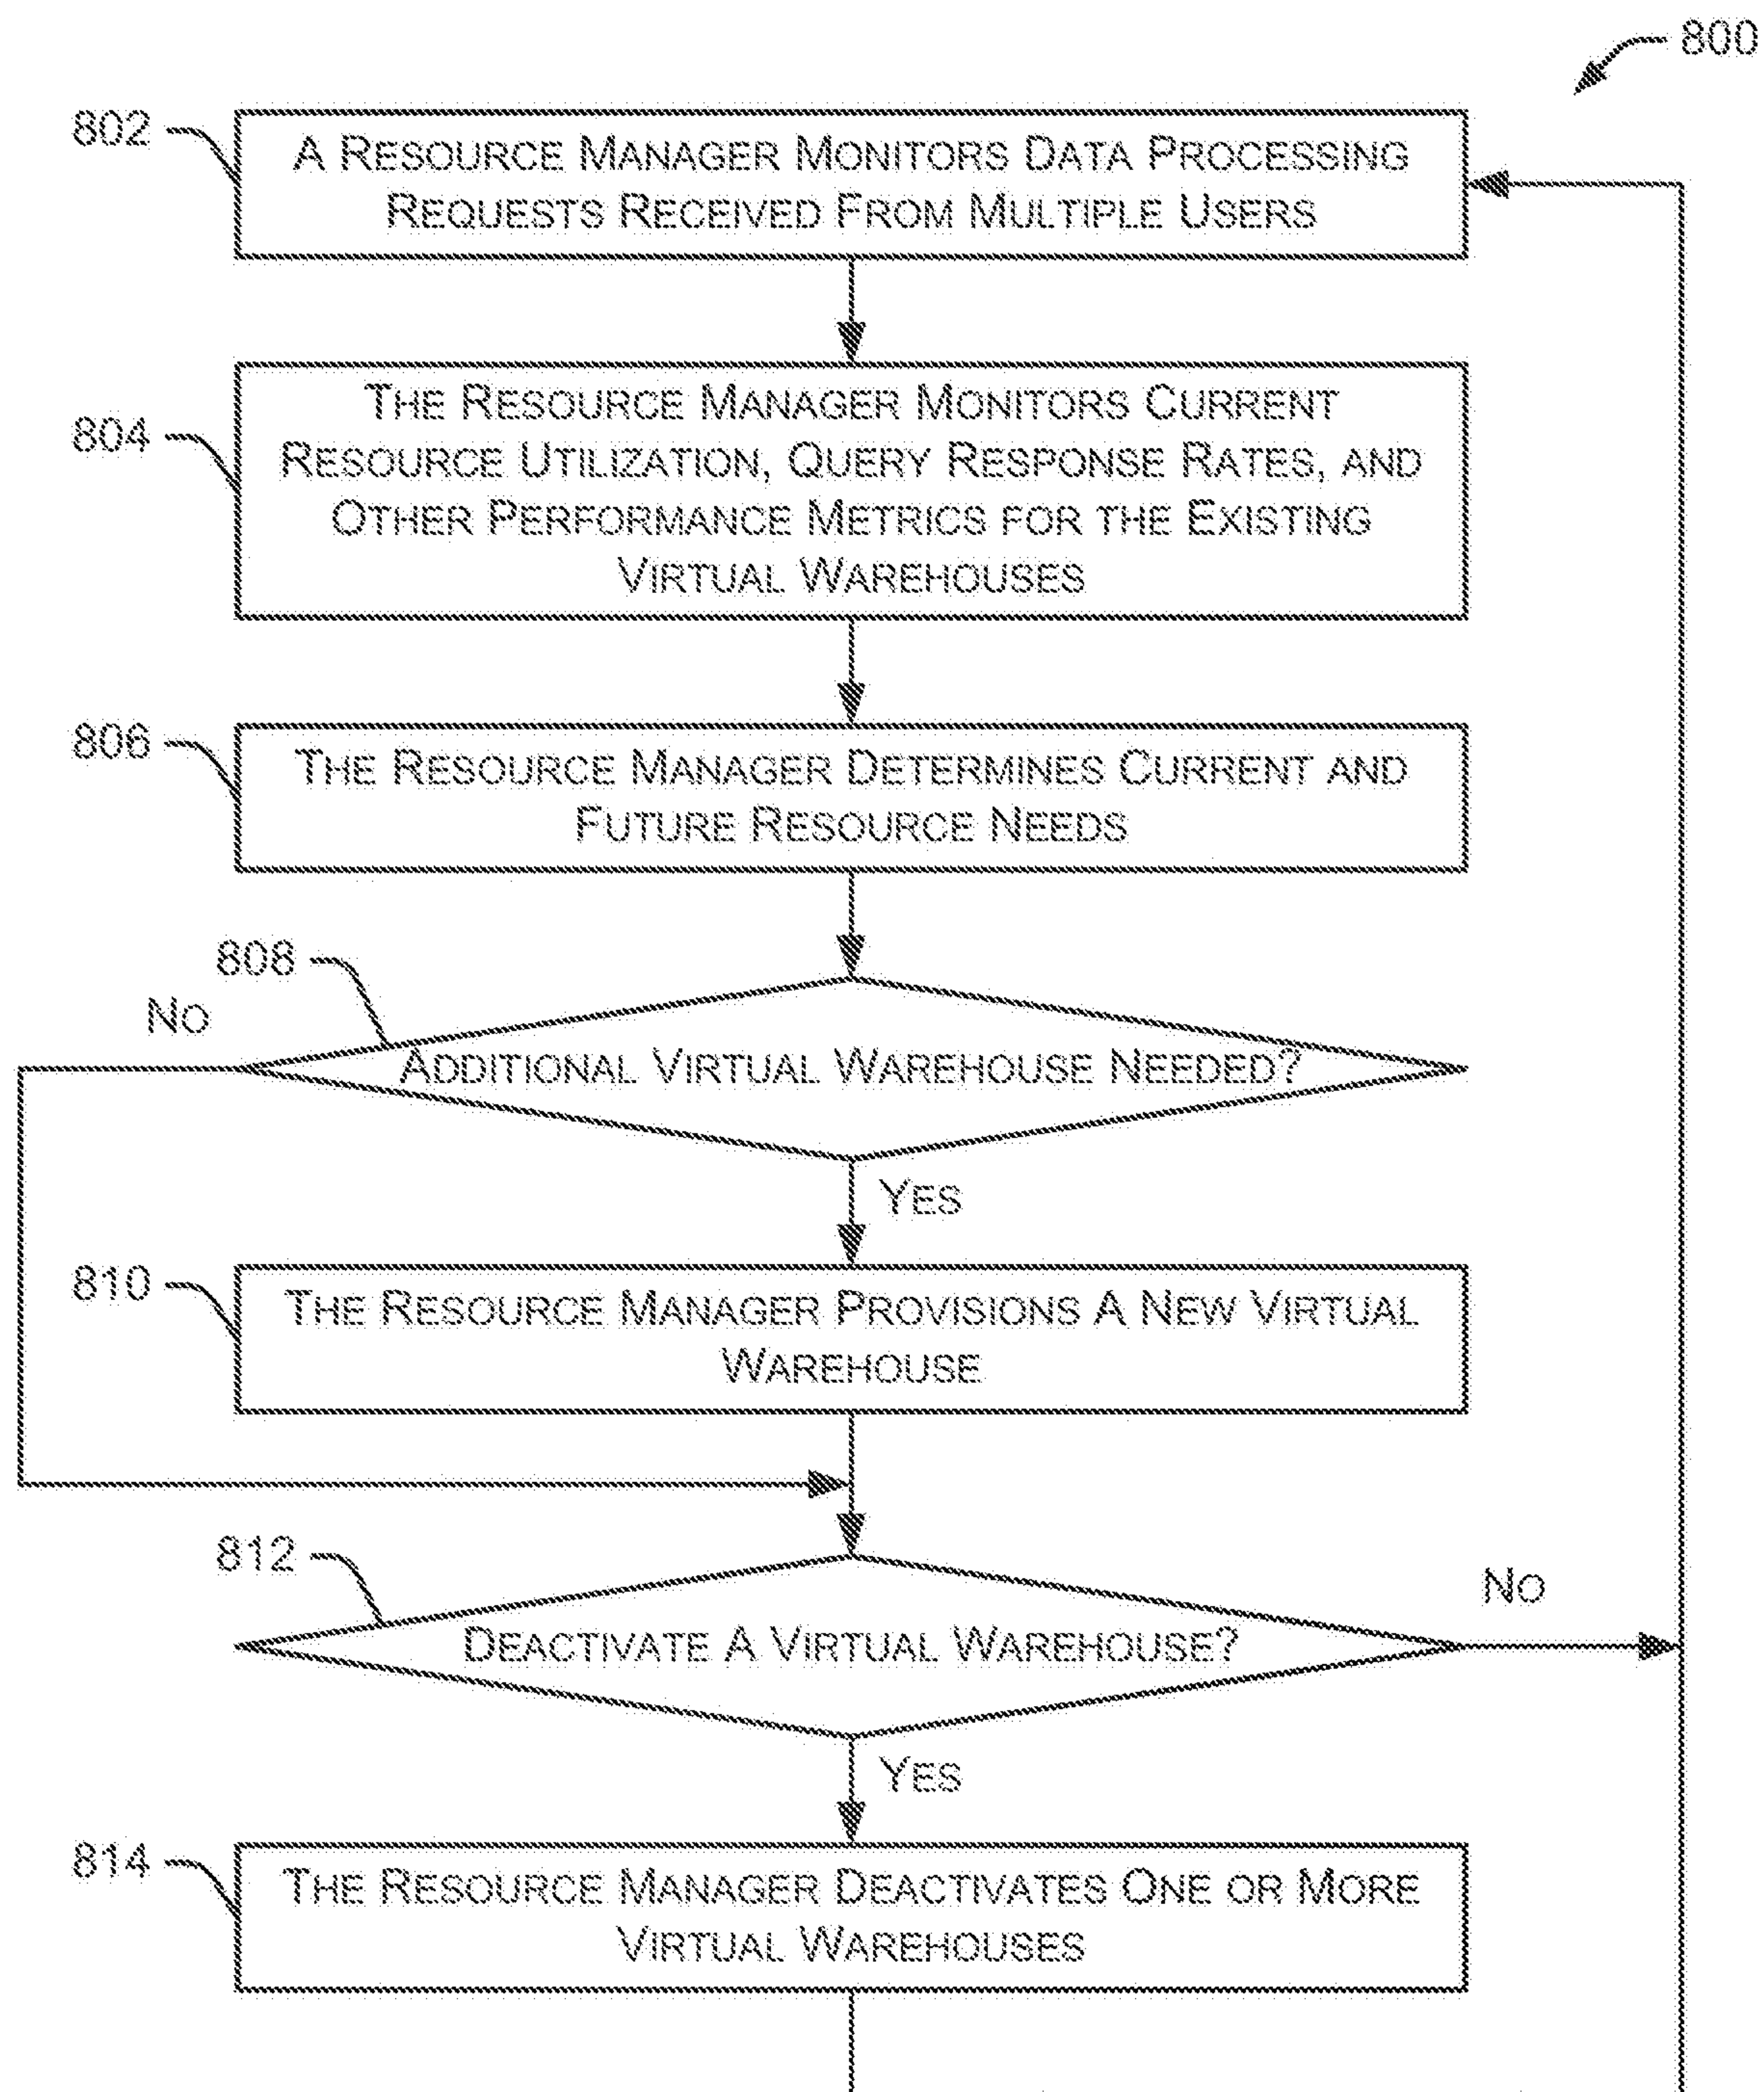 800
802
A RESOURCE MANAGER MONITORS DATA PROCESSING
REQUESTS RECEIVED FROM MULTIPLE USERS
804
THE RESOURCE MANAGER MONITORS CURRENT
RESOURCE UTILIZATION, QUERY RESPONSE RATES, AND
OTHER PERFORMANCE METRICS FOR THE EXISTING
VIRTUAL WAREHOUSES
806
THE RESOURCE MANAGER DETERMINES CURRENT AND
FUTURE RESOURCE NEEDS
808
NO
ADDITIONAL VIRTUAL WAREHOUSE NEEDED?
YES
810
THE RESOURCE MANAGER PROVISIONS A NEW VIRTUAL
WAREHOUSE
812
NO
DEACTIVATE A VIRTUAL WAREHOUSE?
YES
814
THE RESOURCE MANAGER DEACTIVATES ONE OR MORE
VIRTUAL WAREHOUSES